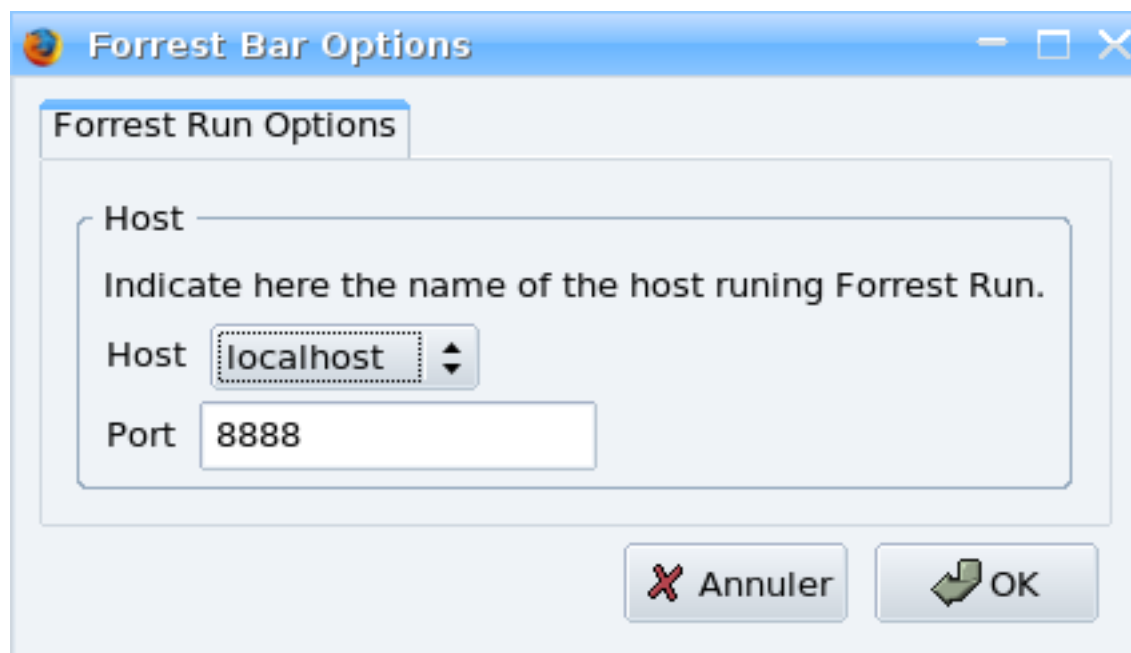 Forrest Bar Options
Forrest Run Options
Host
Indicate here the name of the host runing Forrest Run.
Host localhost
Port 8888
Annuler OK